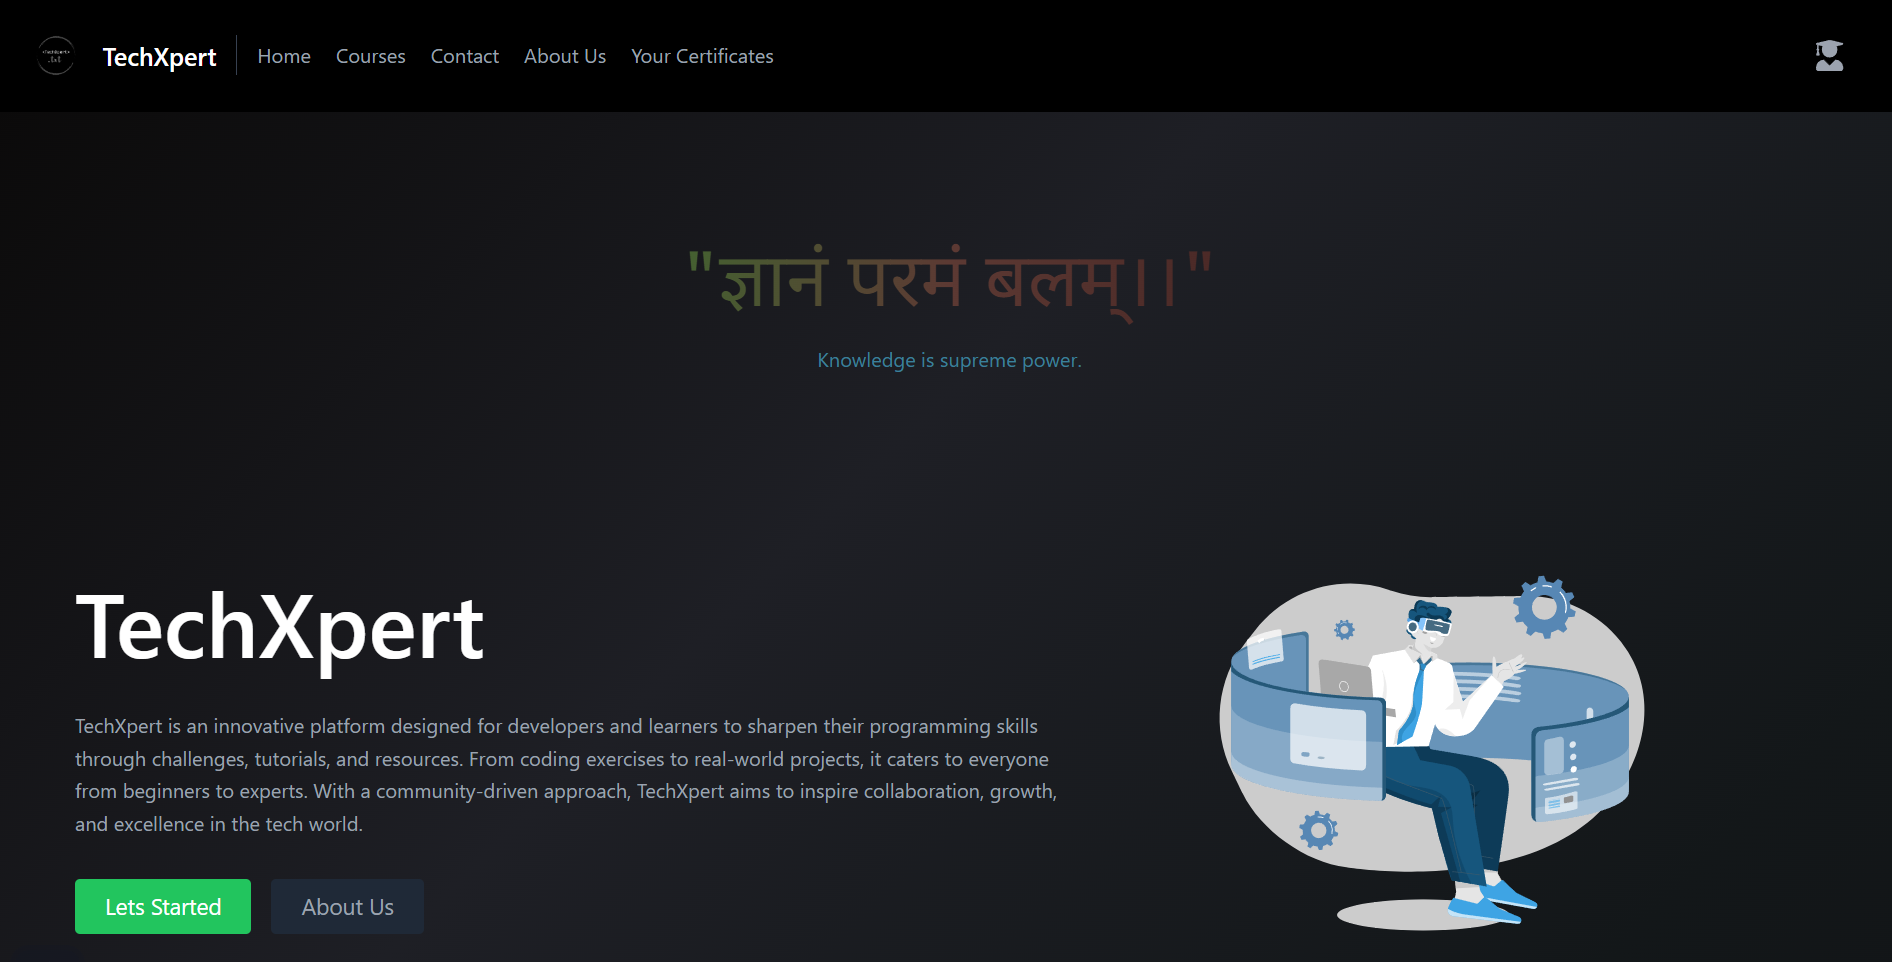 TechXpert
Home
Courses
Contact
About Us
Your Certificates
"ज्ञानं परमं बलम्।।"
Knowledge is supreme power.
TechXpert
TechXpert is an innovative platform designed for developers and learners to sharpen their programming skills
through challenges, tutorials, and resources. From coding exercises to real-world projects, it caters to everyone
from beginners to experts. With a community-driven approach, TechXpert aims to inspire collaboration, growth,
and excellence in the tech world.
Lets Started
About Us